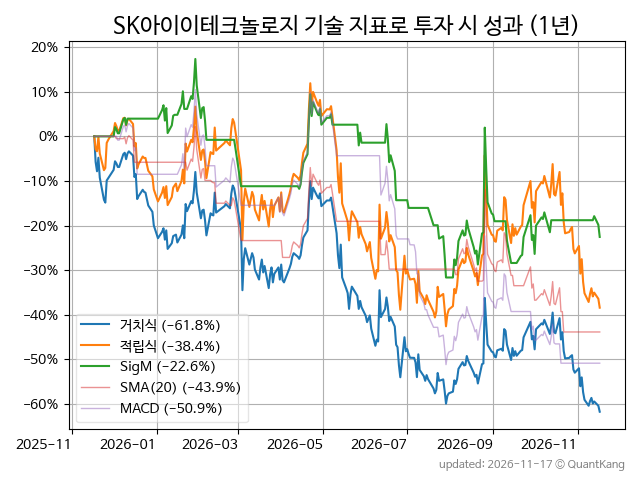 SK아이이테크놀로지 기술 지표로 투자 시 성과 (1년)
20%
10%
0%
−10%
−20%
−30%
−40%
−50%
−60%
거치식 (−61.8%)
적립식 (−38.4%)
SigM (−22.6%)
SMA(20) (−43.9%)
MACD (−50.9%)
2025-11 2026-01 2026-03 2026-05 2026-07 2026-09 2026-11
updated: 2026-11-17 © QuantKang